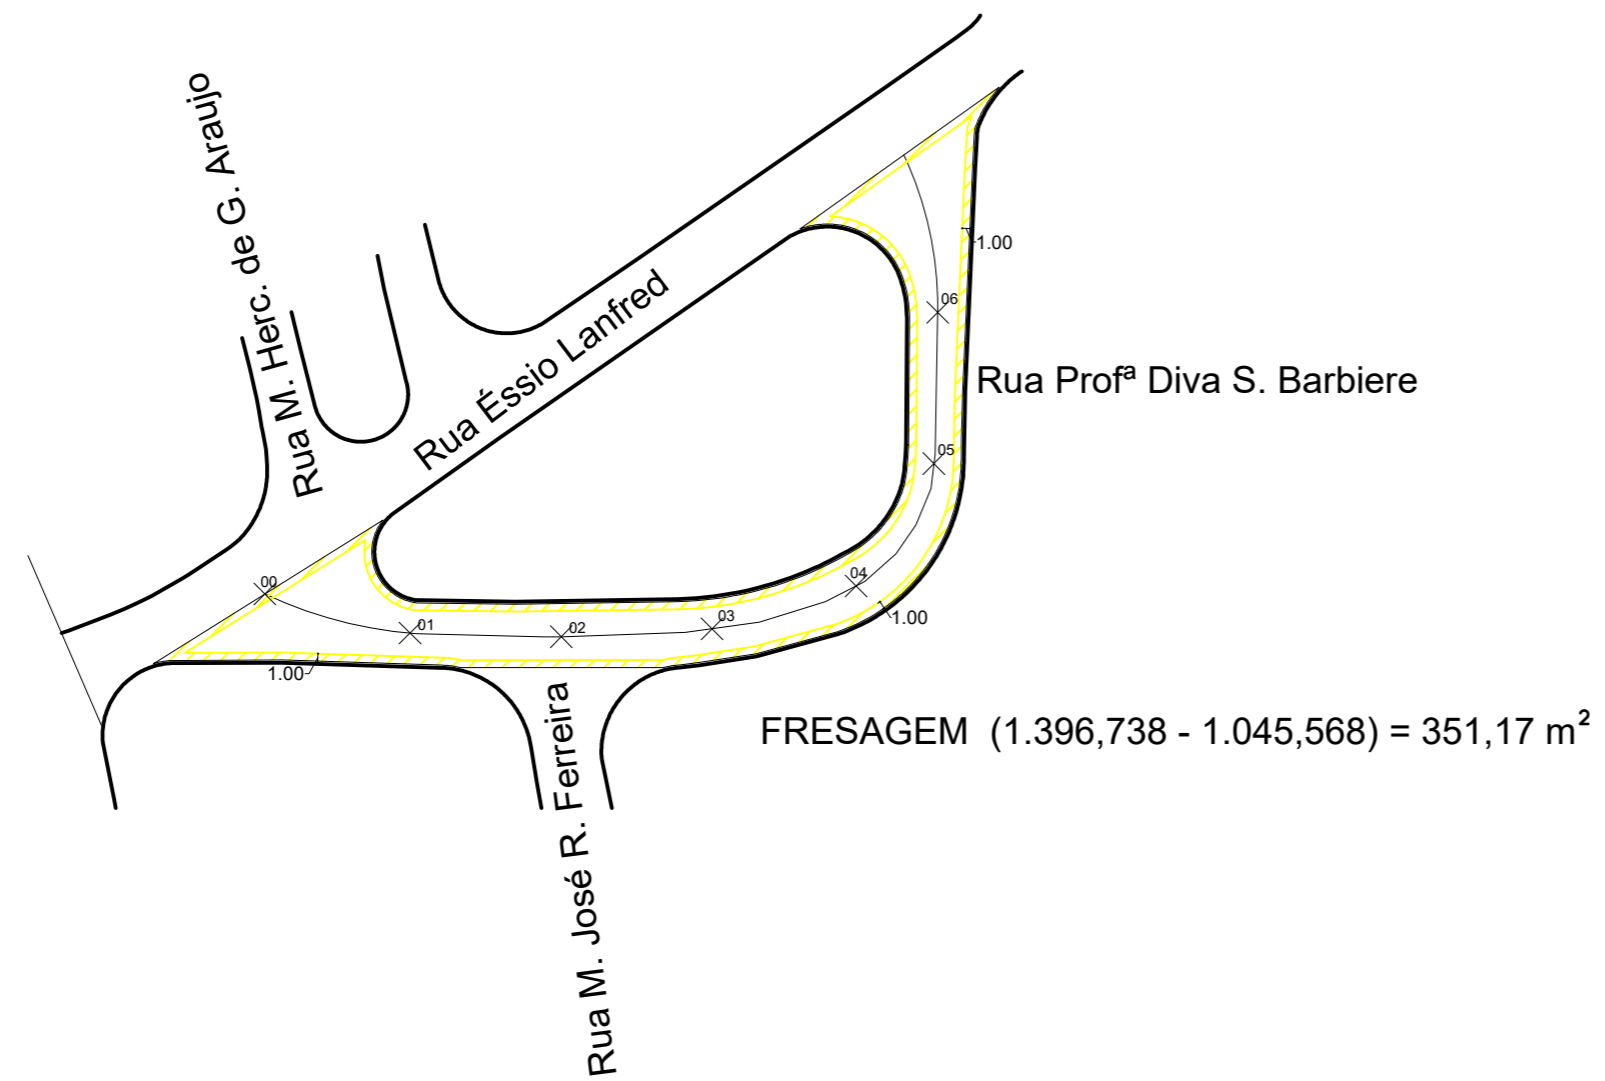 Rua M. Herc. de G. Araujo
Rua Éssio Lanfred
1.00
06
Rua Profª Diva S. Barbiere
05
00
04
1.00
03
01
02
1.00
FRESAGEM (1.396,738 - 1.045,568) = 351,17 m²
Rua M. José R. Ferreira